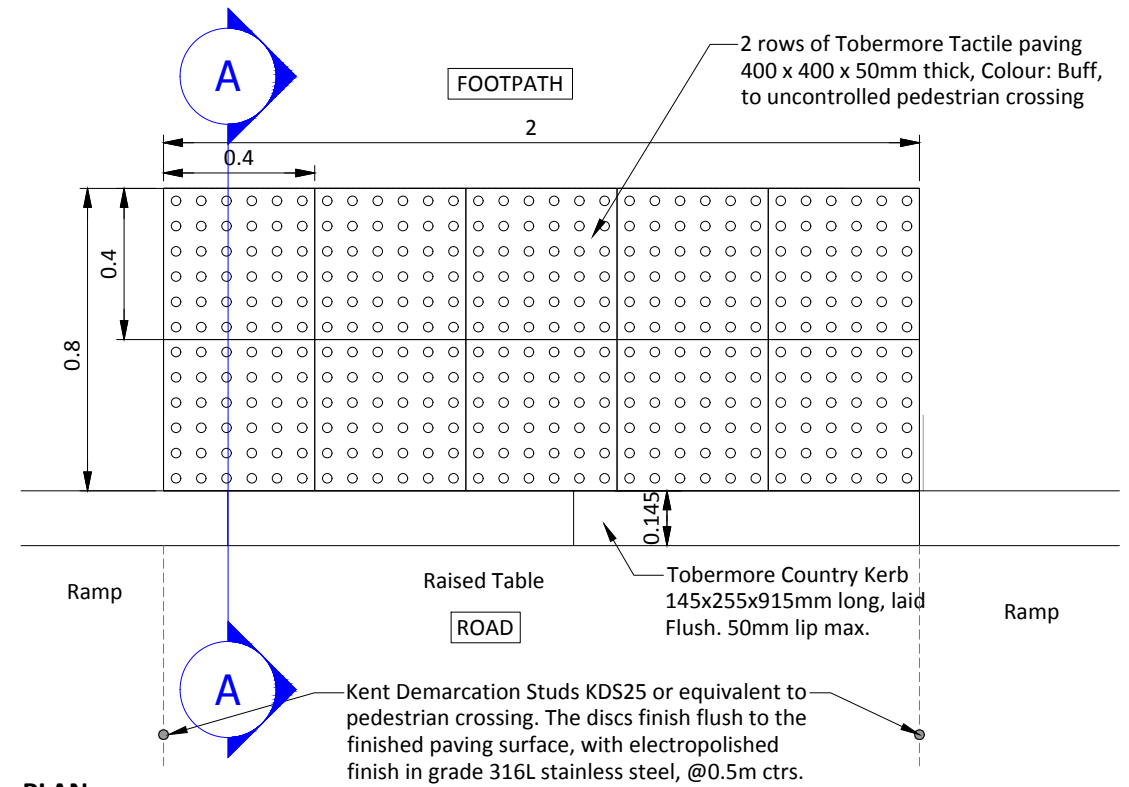 2 rows of Tobermore Tactile paving
400 x 400 x 50mm thick, Colour: Buff,
to uncontrolled pedestrian crossing
A
FOOTPATH
2
0.4
0.4
0.8
0.145
Ramp
Raised Table
ROAD
Tobermore Country Kerb
145x255x915mm long, laid
Flush. 50mm lip max.
Ramp
A
Kent Demarcation Studs KDS25 or equivalent to
pedestrian crossing. The discs finish flush to the
finished paving surface, with electropolished
finish in grade 316L stainless steel, @0.5m ctrs.
PLAN